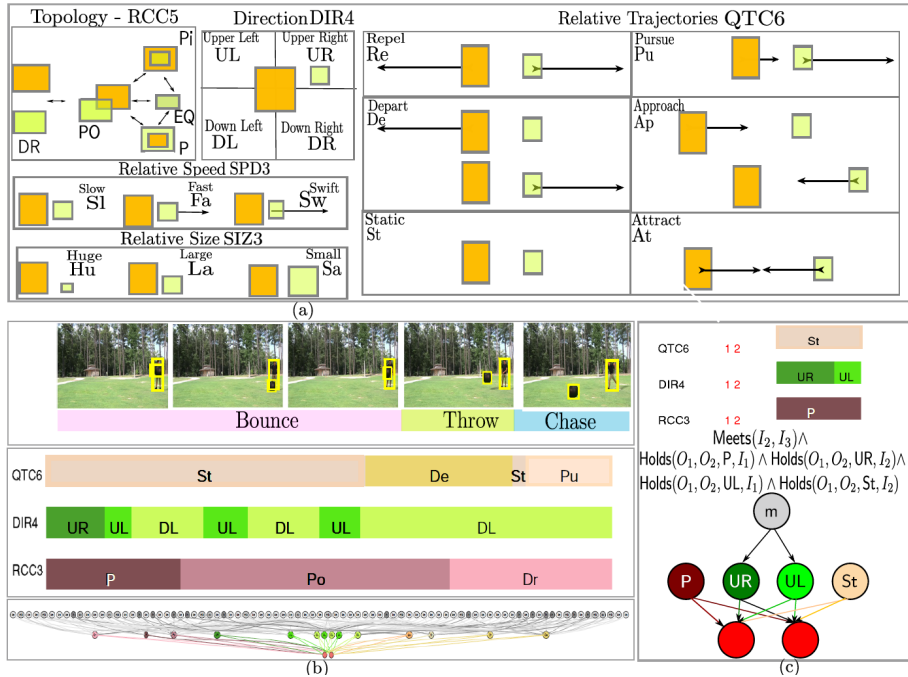 Topology - RCC5
Direction DIR4
Relative Trajectories QTC6
Pi
DR
PO
EQ
P
Upper Left
UL
Upper Right
UR
Down Left
DL
Down Right
DR
Relative Speed SPD3
Slow
Sl
Fast
Fa
Swift
Sw
Relative Size SIZ3
Huge
Hu
Large
La
Small
Sa
Repel
Re
Pursue
Pu
Depart
De
Approach
Ap
Static
St
Attract
At
(a)
Bounce Throw Chase
QTC6 St De St Pu
DIR4 UR UL DL UL DL UL DL
RCC3 P Po Dr
(b)
QTC6 1 2 St
DIR4 1 2 UR UL
RCC3 1 2 P
Meets(I₂, I₃)∧
Holds(O₁, O₂, P, I₁) ∧ Holds(O₁, O₂, UR, I₂)∧
Holds(O₁, O₂, UL, I₁) ∧ Holds(O₁, O₂, St, I₂)
m
P UR UL St
(c)